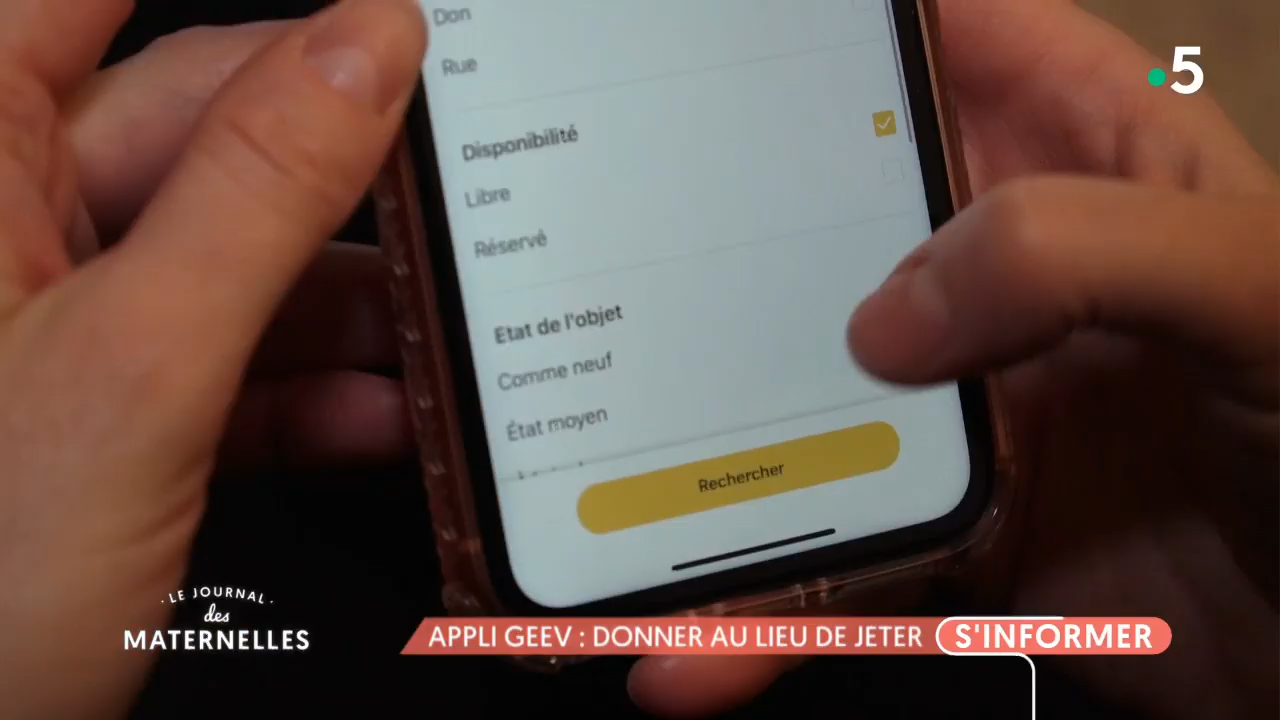 Don
Rue
5
Disponibilité
Libre
Réservé
Etat de l'objet
Comme neuf
État moyen
Rechercher
· LE JOURNAL ·
des
MATERNELLES
APPLI GEEV : DONNER AU LIEU DE JETER
S'INFORMER